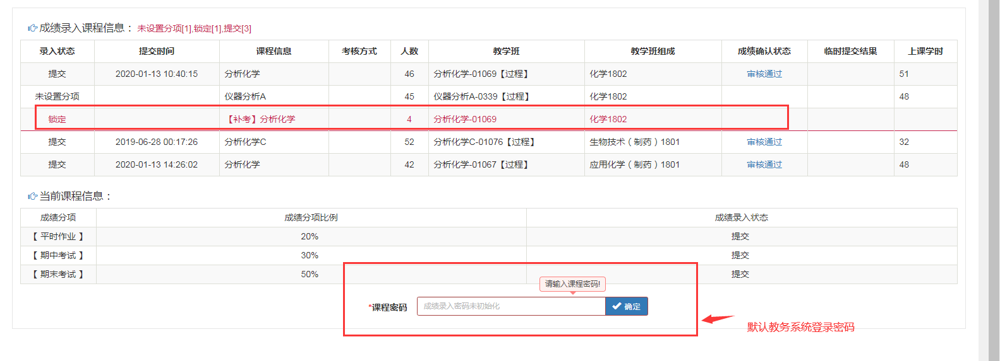 成绩录入课程信息： 未设置分项[1],锁定[1],提交[3]
录入状态 提交时间 课程信息 考核方式 人数 教学班 教学班组成 成绩确认状态 临时提交结果 上课学时
提交 2020-01-13 10:40:15 分析化学 46 分析化学-01069【过程】 化学1802 审核通过 51
未设置分项 仪器分析A 45 仪器分析A-0339【过程】 化学1802 48
锁定 【补考】分析化学 4 分析化学-01069 化学1802
提交 2019-06-28 00:17:26 分析化学C 52 分析化学C-01076【过程】 生物技术（制药）1801 审核通过 32
提交 2020-01-13 14:26:02 分析化学 42 分析化学-01067【过程】 应用化学（制药）1801 审核通过 48
当前课程信息：
成绩分项 成绩分项比例 成绩录入状态
【 平时作业 】 20% 提交
【 期中考试 】 30% 提交
【 期末考试 】 50% 提交
请输入课程密码!
*课程密码 成绩录入密码未初始化 确定
默认教务系统登录密码